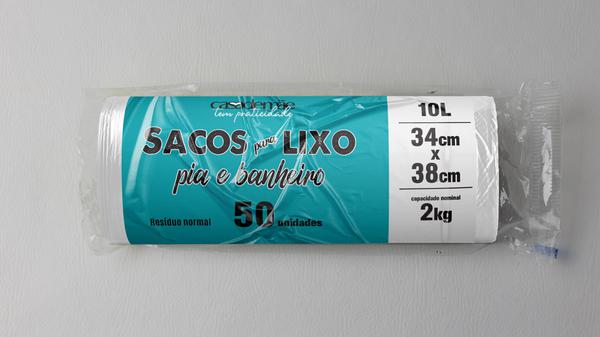 casademãe
tem praticidade
SACOS para LIXO
pia e banheiro
Resíduo normal 50 unidades
10L
34cm
x
38cm
capacidade nominal
2kg